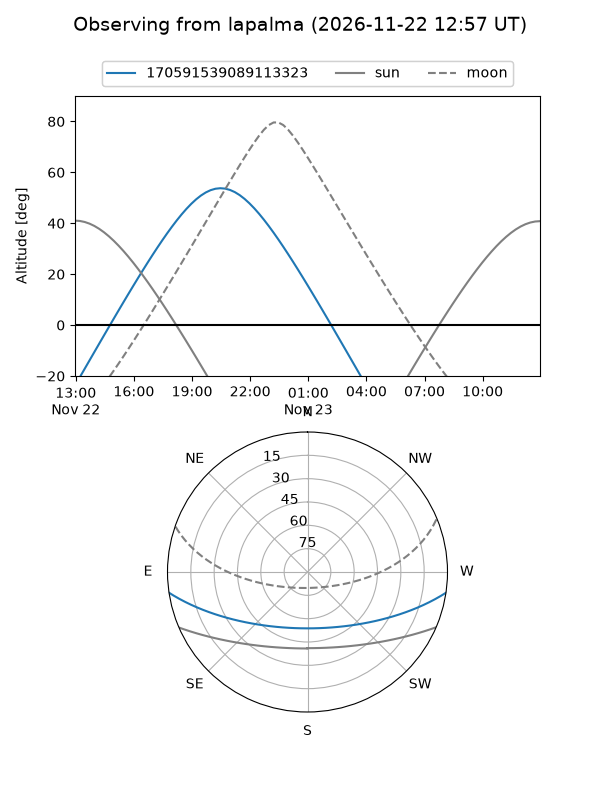 Observing from lapalma (2026-11-22 12:57 UT)
170591539089113323 sun moon
80
60
40
20
0
−20
Altitude [deg]
13:00 16:00 19:00 22:00 01:00 04:00 07:00 10:00
Nov 22 Nov 23
N
NE NW
15
30
45
60
75
E W
SE SW
S